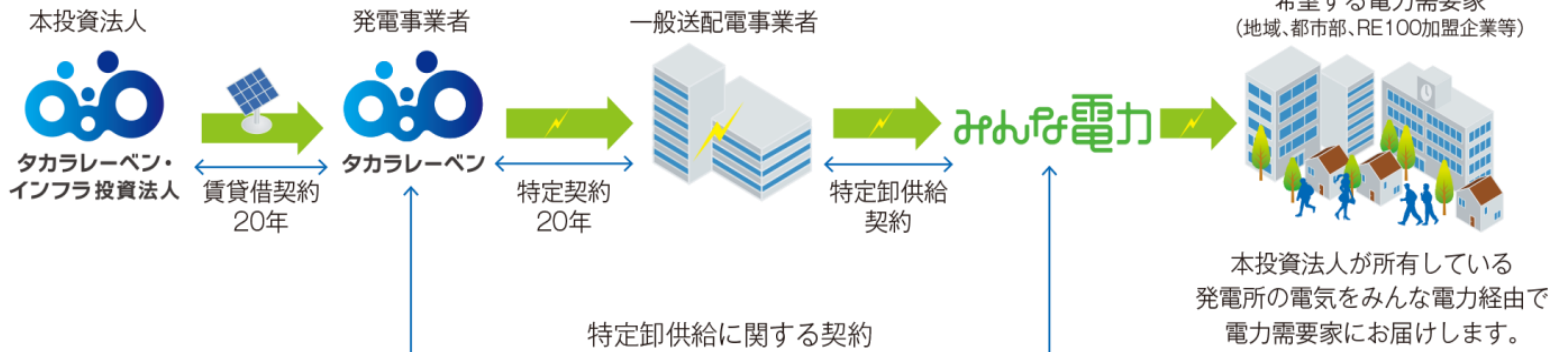 本投資法人
発電事業者
一般送配電事業者
希望する電力需要家
(地域、都市部、RE100加盟企業等)
タカラレーベン・
インフラ投資法人
タカラレーベン
みんな電力
賃貸借契約
20年
特定契約
20年
特定卸供給
契約
本投資法人が所有している
発電所の電気をみんな電力経由で
電力需要家にお届けします。
特定卸供給に関する契約